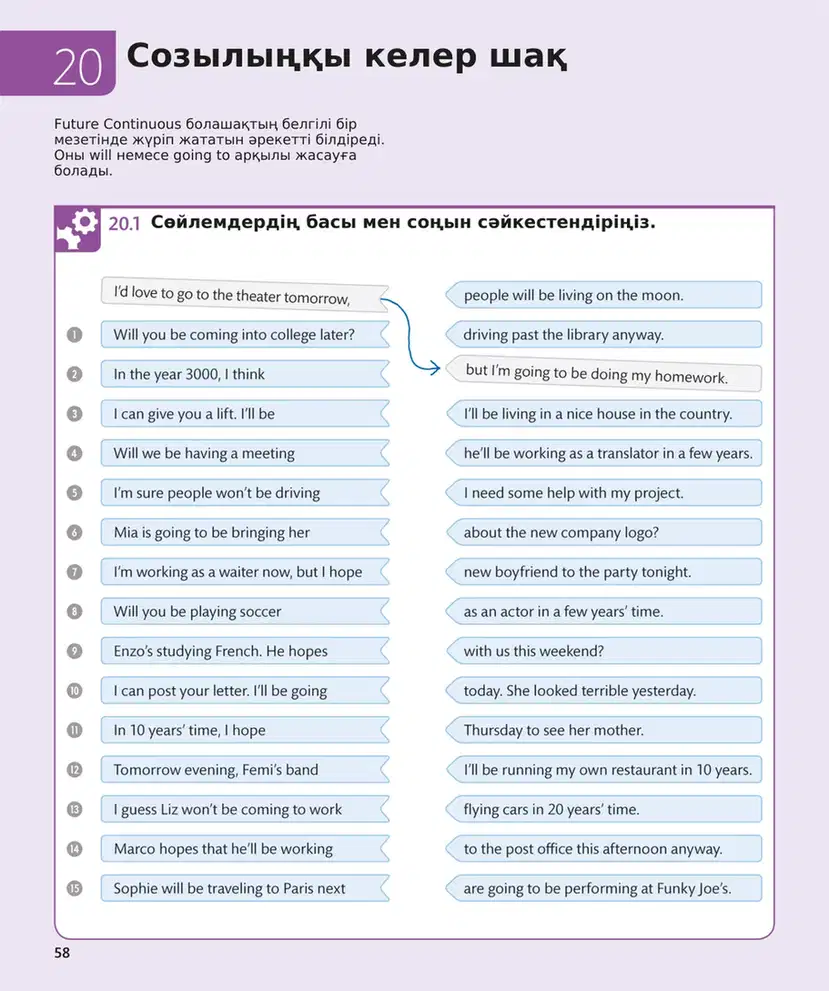 20
Созылыңқы келер шақ
Future Continuous болашақтың белгілі бір
мезетінде жүріп жататын әрекетті білдіреді.
Оны will немесе going to арқылы жасауға
болады.
20.1 Сөйлемдердің басы мен соңын сәйкестендіріңіз.
I'd love to go to the theater tomorrow,
people will be living on the moon.
1 Will you be coming into college later?
driving past the library anyway.
2 In the year 3000, I think
but I'm going to be doing my homework.
3 I can give you a lift. I'll be
I'll be living in a nice house in the country.
4 Will we be having a meeting
he'll be working as a translator in a few years.
5 I'm sure people won't be driving
I need some help with my project.
6 Mia is going to be bringing her
about the new company logo?
7 I'm working as a waiter now, but I hope
new boyfriend to the party tonight.
8 Will you be playing soccer
as an actor in a few years' time.
9 Enzo's studying French. He hopes
with us this weekend?
10 I can post your letter. I'll be going
today. She looked terrible yesterday.
11 In 10 years' time, I hope
Thursday to see her mother.
12 Tomorrow evening, Femi's band
I'll be running my own restaurant in 10 years.
13 I guess Liz won't be coming to work
flying cars in 20 years' time.
14 Marco hopes that he'll be working
to the post office this afternoon anyway.
15 Sophie will be traveling to Paris next
are going to be performing at Funky Joe's.
58